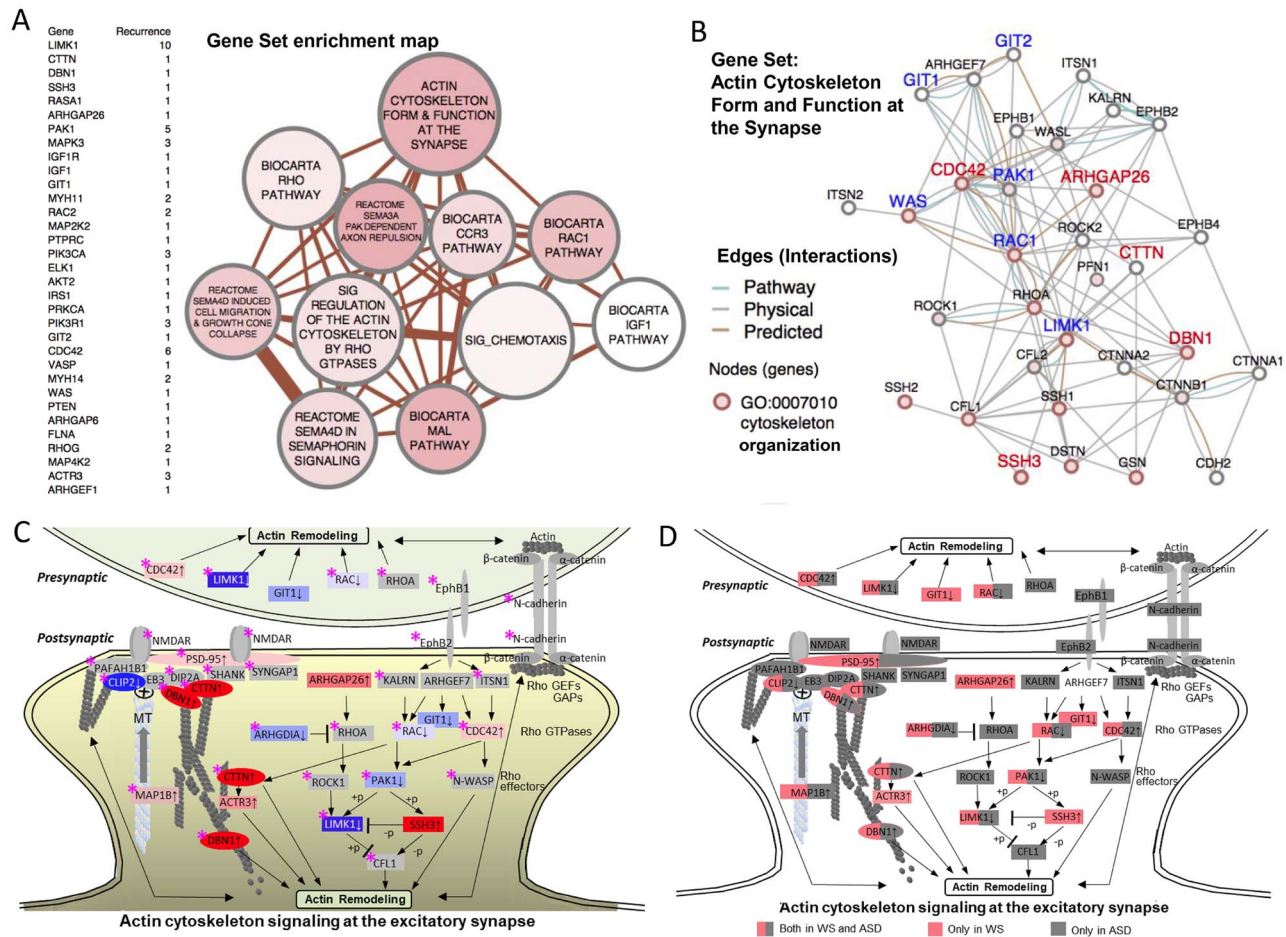 A
Gene Recurrence
LIMK1 10
CTTN 1
DBN1 1
SSH3 1
RASA1 1
ARHGAP26 1
PAK1 5
MAPK3 3
IGF1R 1
IGF1 1
GIT1 1
MYH11 2
RAC2 2
MAP2K2 1
PTPRC 1
PIK3CA 3
ELK1 1
AKT2 1
IRS1 1
PRKCA 1
PIK3R1 3
GIT2 1
CDC42 6
VASP 1
MYH14 2
WAS 1
PTEN 1
ARHGAP6 1
FLNA 1
RHOG 2
MAP4K2 1
ACTR3 3
ARHGEF1 1
Gene Set enrichment map
ACTIN
CYTOSKELETON
FORM & FUNCTION
AT THE
SYNAPSE
BIOCARTA
RHO
PATHWAY
REACTOME
SEMA3A
PAK DEPENDENT
AXON REPULSION
BIOCARTA
CCR3
PATHWAY
BIOCARTA
RAC1
PATHWAY
REACTOME
SEMA4D INDUCED
CELL MIGRATION
& GROWTH CONE
COLLAPSE
SIG
REGULATION
OF THE ACTIN
CYTOSKELETON
BY RHO
GTPASES
SIG_CHEMOTAXIS
BIOCARTA
IGF1
PATHWAY
REACTOME
SEMA4D IN
SEMAPHORIN
SIGNALING
BIOCARTA
MAL
PATHWAY
B
Gene Set:
Actin Cytoskeleton
Form and Function at
the Synapse
GIT2
ARHGEF7
ITSN1
GIT1
KALRN
EPHB2
EPHB1
WASL
CDC42
PAK1
ARHGAP26
ITSN2
WAS
EPHB4
RAC1
ROCK2
CTTN
PFN1
RHOA
ROCK1
LIMK1
DBN1
CFL2
CTNNA2
CTNNA1
CTNNB1
SSH2
CFL1
SSH1
DSTN
GSN
CDH2
SSH3
Edges (Interactions)
Pathway
Physical
Predicted
Nodes (genes)
GO:0007010
cytoskeleton
organization
C
Actin Remodeling
Actin
β-catenin
α-catenin
Presynaptic
*CDC42↑
*LIMK1↓
GIT1↓
*RAC↓
*RHOA
*EphB1
*N-cadherin
Postsynaptic
*NMDAR
*NMDAR
*EphB2
*N-cadherin
*PSD-95↑
β-catenin
α-catenin
*PAFAH1B1
*CLIP2↓
EB3
DIP2A
*SHANK
*SYNGAP1
*DBN1↑
*CTTN↑
ARHGAP26↑
*KALRN
ARHGEF7
*ITSN1
Rho GEFs
GAPs
MT
*ARHGDIA↓
*RHOA
*RAC↓
GIT1↓
*CDC42↑
Rho GTPases
*CTTN↑
*ROCK1
*PAK1↓
*N-WASP
Rho
effectors
*MAP1B↑
ACTR3↑
+p
+p
*LIMK1↓
-p
SSH3↑
*DBN1↑
+p
-p
*CFL1
Actin Remodeling
Actin cytoskeleton signaling at the excitatory synapse
D
Actin Remodeling
Actin
β-catenin
α-catenin
Presynaptic
CDC42↑
LIMK1↓
GIT1↓
RAC↓
RHOA
EphB1
N-cadherin
Postsynaptic
NMDAR
NMDAR
EphB2
N-cadherin
PSD-95↑
β-catenin
α-catenin
PAFAH1B1
CLIP2↓
EB3
DIP2A
SHANK
SYNGAP1
DBN1↑
CTTN↑
ARHGAP26↑
KALRN
ARHGEF7
ITSN1
Rho GEFs
GAPs
MT
ARHGDIA↓
RHOA
RAC↓
GIT1↓
CDC42↑
Rho GTPases
CTTN↑
ROCK1
PAK1↓
N-WASP
Rho
effectors
MAP1B↑
ACTR3↑
+p
+p
LIMK1↓
-p
SSH3↑
DBN1↑
+p
-p
CFL1
Actin Remodeling
Actin cytoskeleton signaling at the excitatory synapse
Both in WS and ASD
Only in WS
Only in ASD